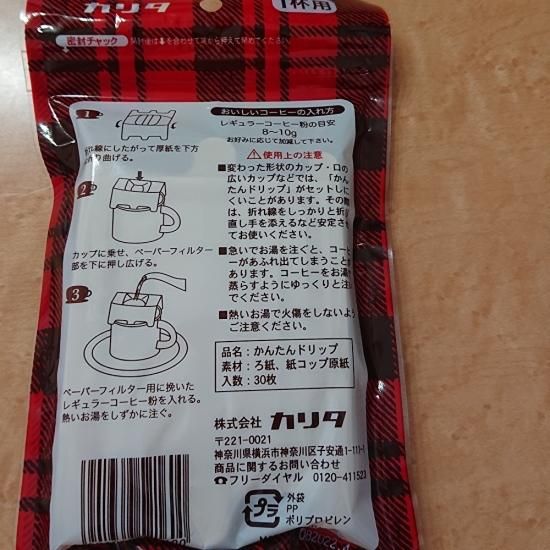 カリタ
1杯用
密封チャック
1
折れ線にしたがって厚紙を下方
り曲げる。
2
カップに乗せ、ペーパーフィルター
部を下に押し広げる。
3
ペーパーフィルター用に挽いた
レギュラーコーヒー粉を入れる。
熱いお湯をしずかに注ぐ。
おいしいコーヒーの入れ方
レギュラーコーヒー粉の目安
8〜10g
お好みに応じて加減して下さい。
⚠使用上の注意
■変わった形状のカップ・口の
広いカップなどでは、「かん
たんドリップ」がセットしに
くいことがあります。その際
は、折れ線をしっかりと折り
直し手を添えるなど安定させ
てお使いください。
■急いでお湯を注ぐと、コーヒ
ーがあふれ出てしまうことも
あります。コーヒーをお湯で
蒸らすようにゆっくりと注い
でください。
■熱いお湯で火傷をしないよう
ご注意ください。
品名:かんたんドリップ
素材:ろ紙、紙コップ原紙
入数:30枚
株式会社 カリタ
〒221-0021
神奈川県横浜市神奈川区子安通1-111-1
商品に関するお問い合わせ
☎フリーダイヤル 0120-411523
プラ
外袋
PP
ポリプロピレン